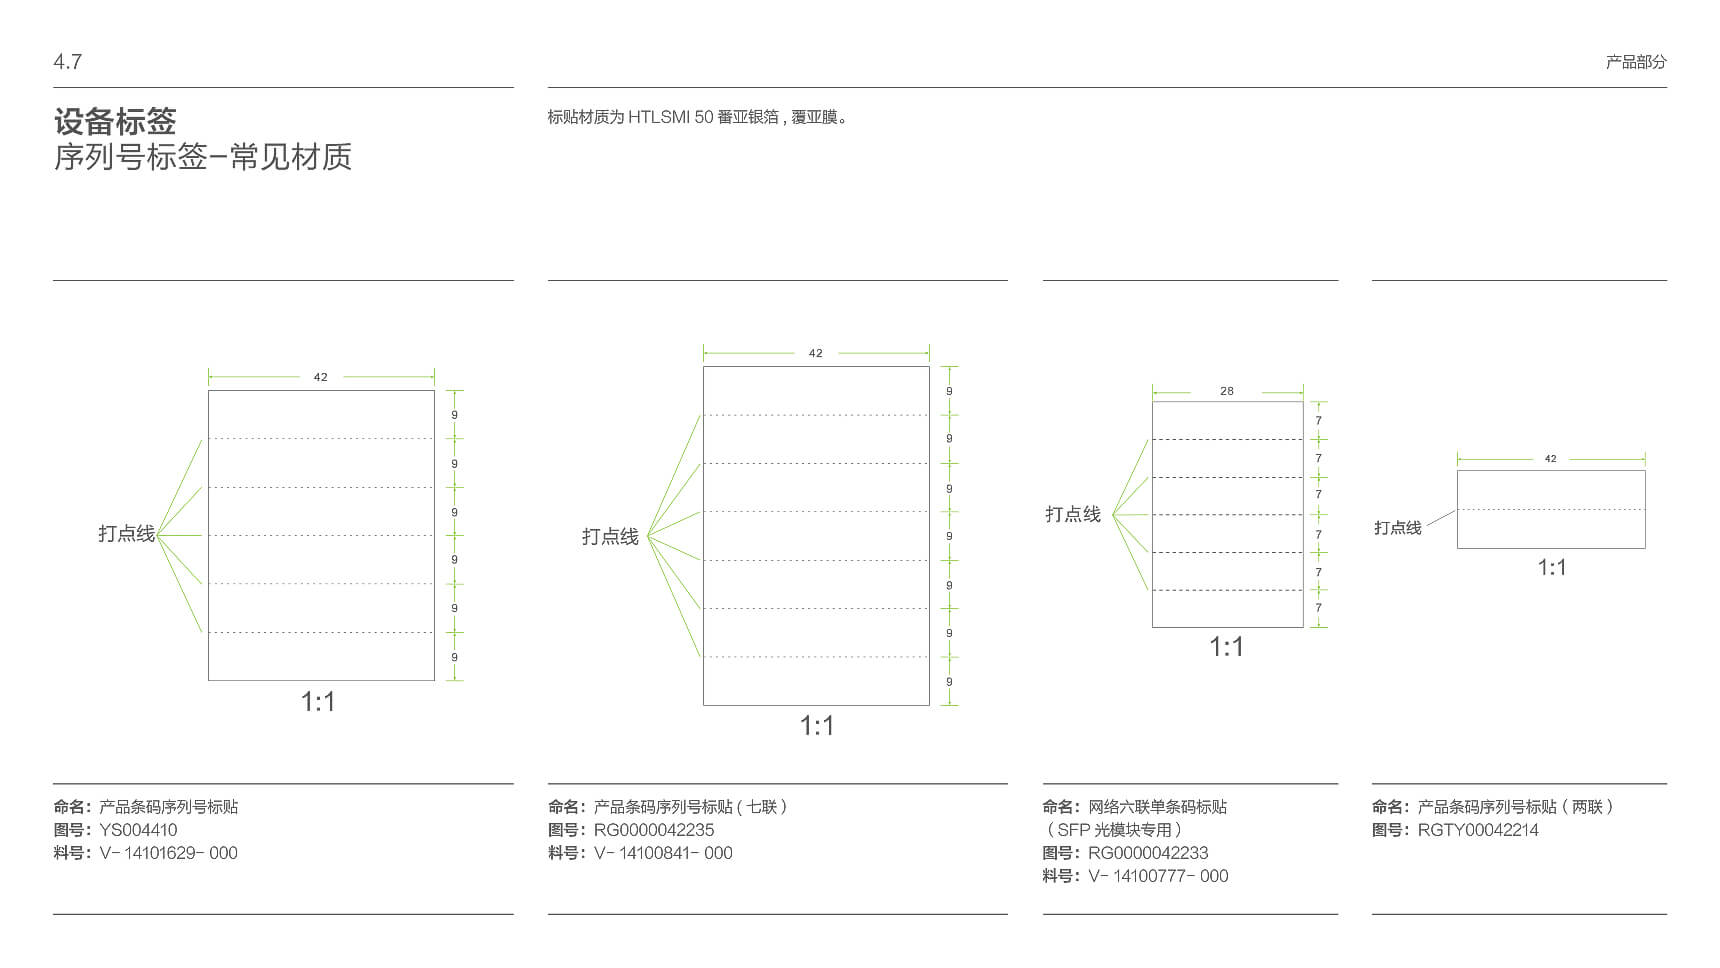 4.7
产品部分
设备标签
序列号标签–常见材质
标贴材质为 HTLSMI 50 番亚银箔 , 覆亚膜。
42
9
9
9
9
9
9
打点线
1:1
42
9
9
9
9
9
9
9
打点线
1:1
28
7
7
7
7
7
7
打点线
1:1
42
打点线
1:1
命名：产品条码序列号标贴
图号：YS004410
料号：V– 14101629– 000
命名：产品条码序列号标贴 ( 七联 )
图号：RG0000042235
料号：V– 14100841– 000
命名：网络六联单条码标贴
（ SFP 光模块专用 ）
图号：RG0000042233
料号：V– 14100777– 000
命名：产品条码序列号标贴（ 两联 ）
图号：RGTY00042214